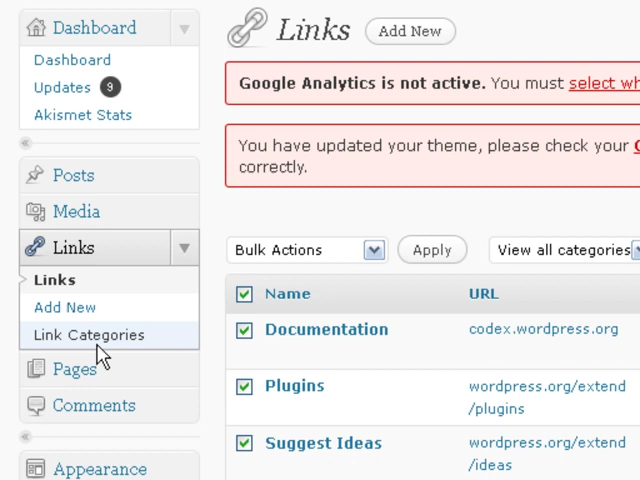 Dashboard
Dashboard
Updates 9
Akismet Stats
Posts
Media
Links
Links
Add New
Link Categories
Pages
Comments
Appearance
Links Add New
Google Analytics is not active. You must select wh
You have updated your theme, please check your
correctly.
Bulk Actions Apply View all categories
Name URL
Documentation codex.wordpress.org
Plugins wordpress.org/extend
/plugins
Suggest Ideas wordpress.org/extend
/ideas